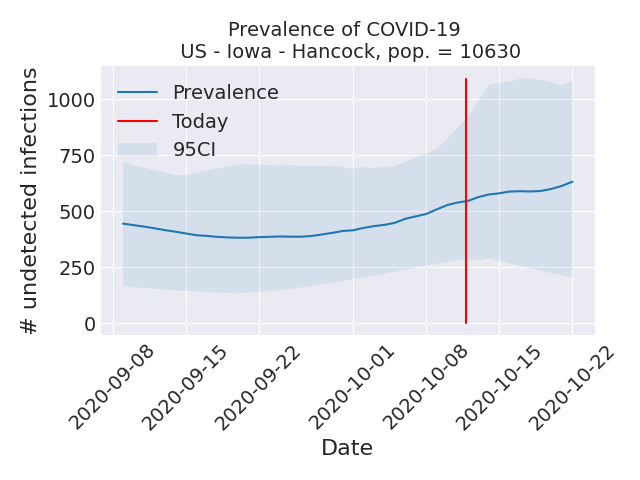 Prevalence of COVID-19
US - Iowa - Hancock, pop. = 10630
# undetected infections
1000
750
500
250
0
Prevalence
Today
95CI
2020-09-08
2020-09-15
2020-09-22
2020-10-01
2020-10-08
2020-10-15
2020-10-22
Date